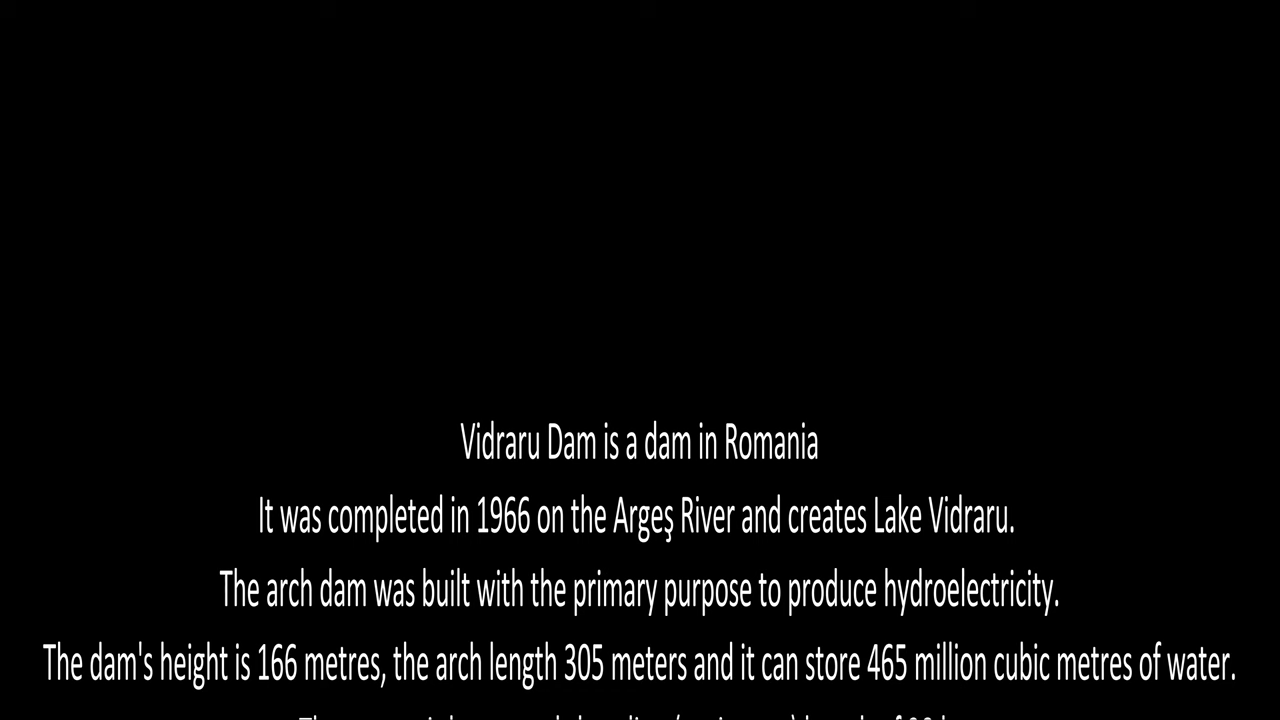 Vidraru Dam is a dam in Romania
It was completed in 1966 on the Argeş River and creates Lake Vidraru.
The arch dam was built with the primary purpose to produce hydroelectricity.
The dam's height is 166 metres, the arch length 305 meters and it can store 465 million cubic metres of water.